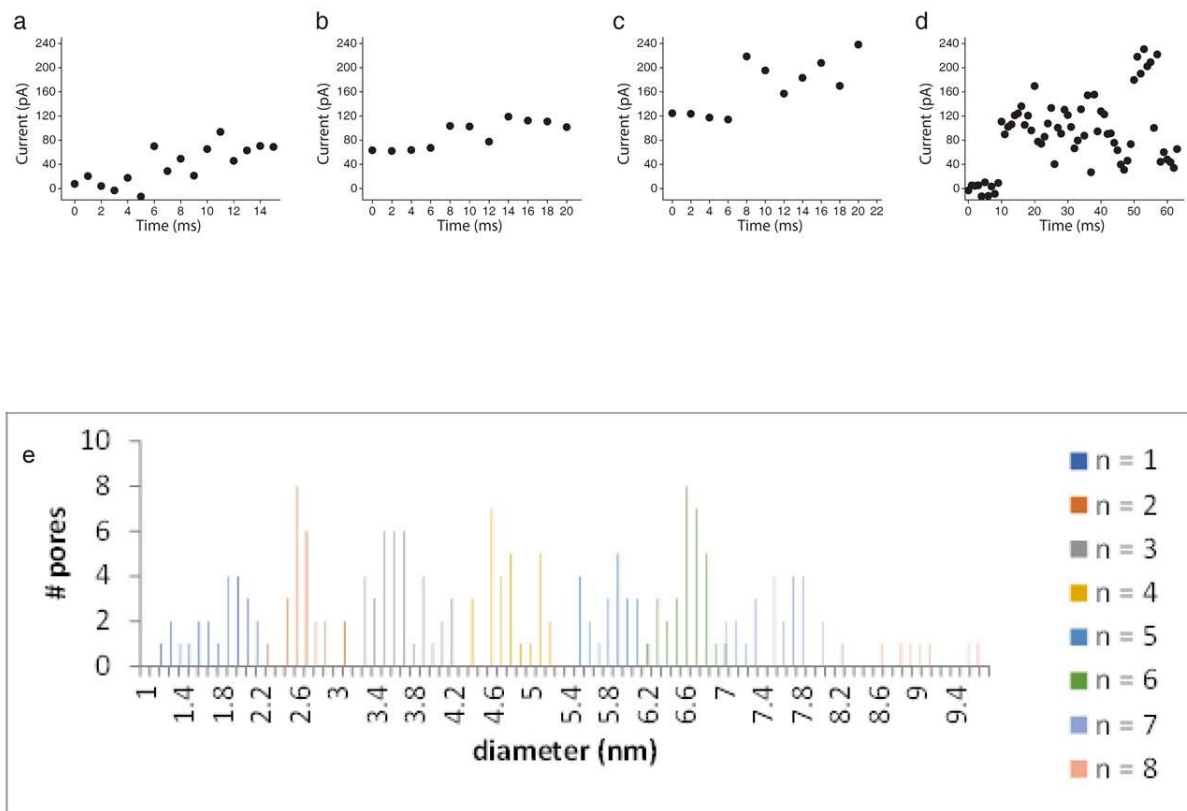 a
Current (pA)
240
200
160
120
80
40
0
0 2 4 6 8 10 12 14
Time (ms)
b
Current (pA)
240
200
160
120
80
40
0
0 2 4 6 8 10 12 14 16 18 20
Time (ms)
c
Current (pA)
240
200
160
120
80
40
0
0 2 4 6 8 10 12 14 16 18 20 22
Time (ms)
d
Current (pA)
240
200
160
120
80
40
0
0 10 20 30 40 50 60
Time (ms)
e
# pores
10
8
6
4
2
0
1 1.4 1.8 2.2 2.6 3 3.4 3.8 4.2 4.6 5 5.4 5.8 6.2 6.6 7 7.4 7.8 8.2 8.6 9 9.4
diameter (nm)
n = 1
n = 2
n = 3
n = 4
n = 5
n = 6
n = 7
n = 8